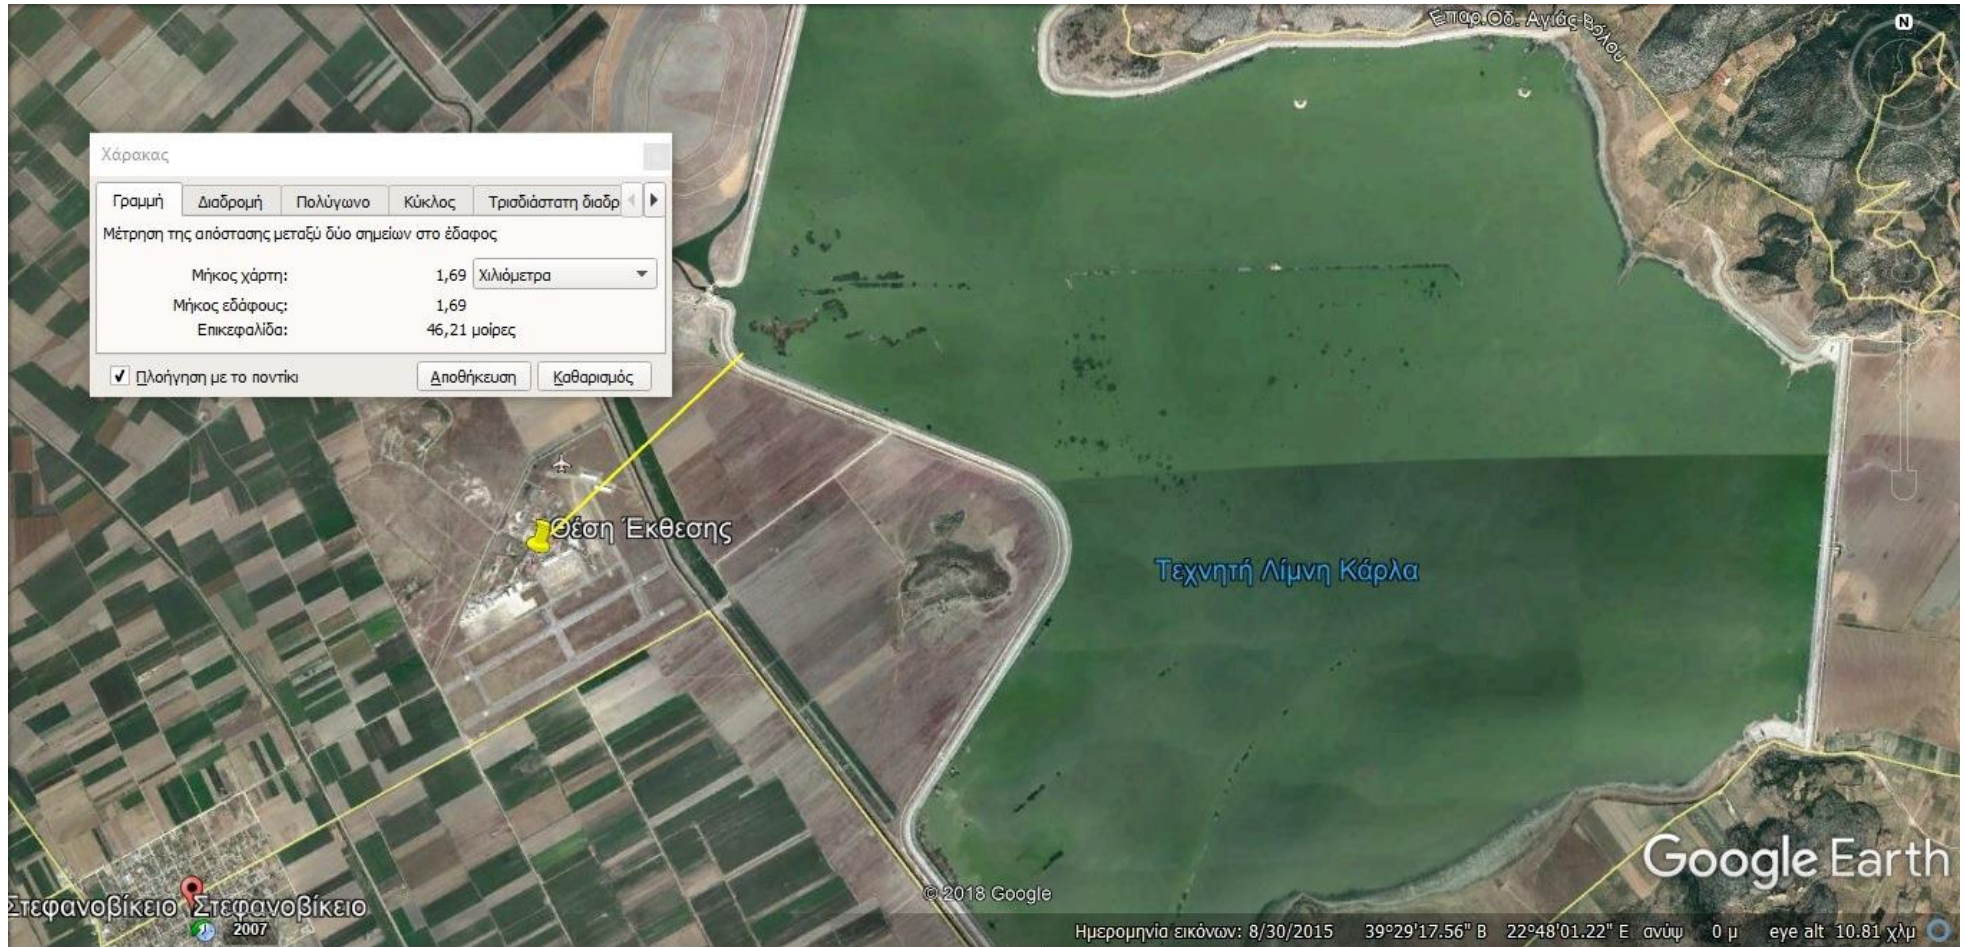 Επαρ.Οδ. Αγιάς Βόλου
N
Χάρακας
Γραμμή Διαδρομή Πολύγωνο Κύκλος Τρισδιάστατη διαδρ
Μέτρηση της απόστασης μεταξύ δύο σημείων στο έδαφος
Μήκος χάρτη: 1,69 Χιλιόμετρα
Μήκος εδάφους: 1,69
Επικεφαλίδα: 46,21 μοίρες
Πλοήγηση με το ποντίκι Αποθήκευση Καθαρισμός
Θέση Έκθεσης
Τεχνητή Λίμνη Κάρλα
Google Earth
© 2018 Google
Στεφανοβίκειο Στεφανοβίκειο
2007
Ημερομηνία εικόνων: 8/30/2015 39°29'17.56" Β 22°48'01.22" Ε ανύψ 0 μ eye alt 10.81 χλμ